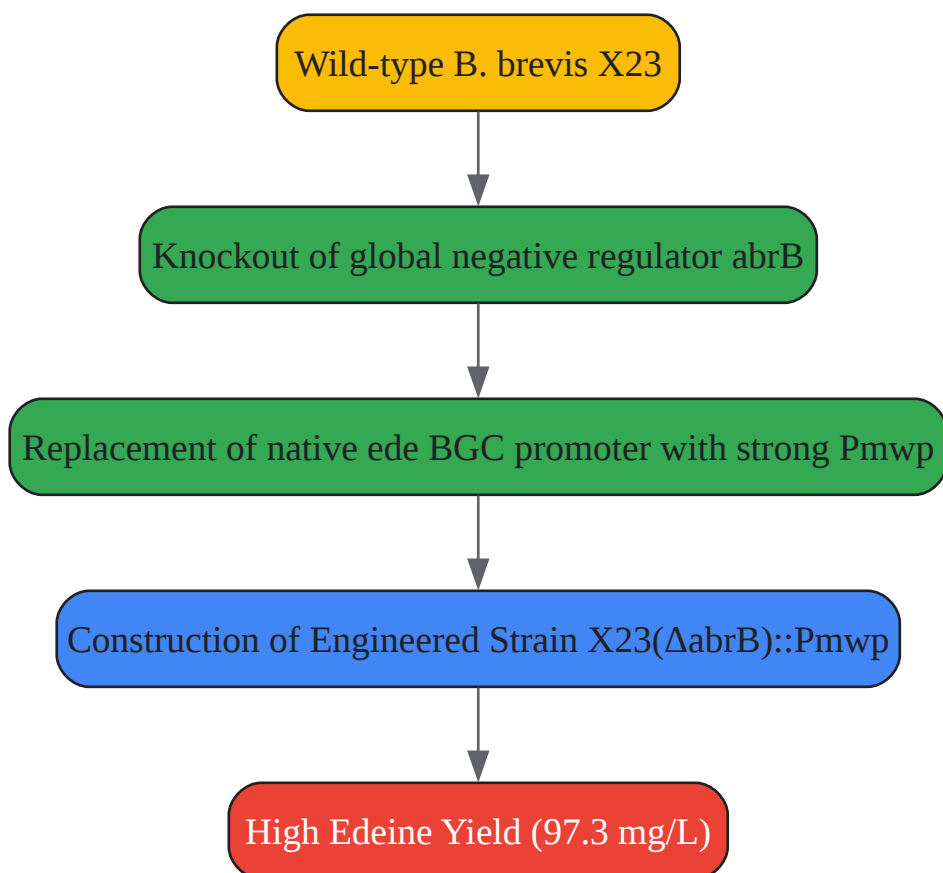 Wild-type B. brevis X23
Knockout of global negative regulator abrB
Replacement of native ede BGC promoter with strong Pmwp
Construction of Engineered Strain X23(ΔabrB)::Pmwp
High Edeine Yield (97.3 mg/L)